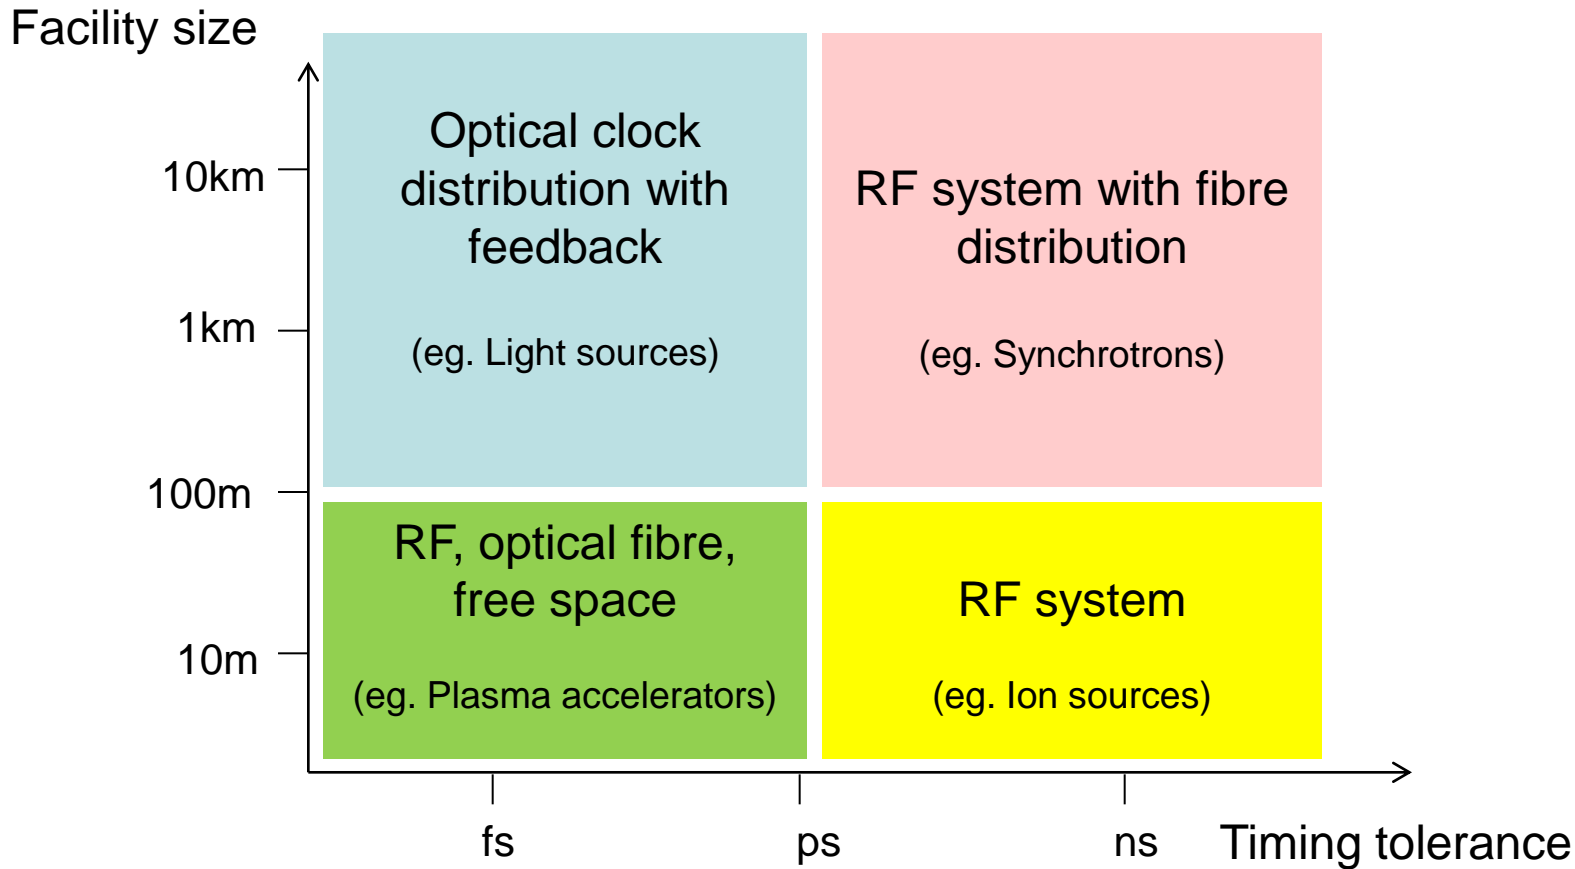 Facility size
10km
1km
100m
10m
Optical clock
distribution with
feedback
(eg. Light sources)
RF system with fibre
distribution
(eg. Synchrotrons)
RF, optical fibre,
free space
(eg. Plasma accelerators)
RF system
(eg. Ion sources)
fs
ps
ns
Timing tolerance